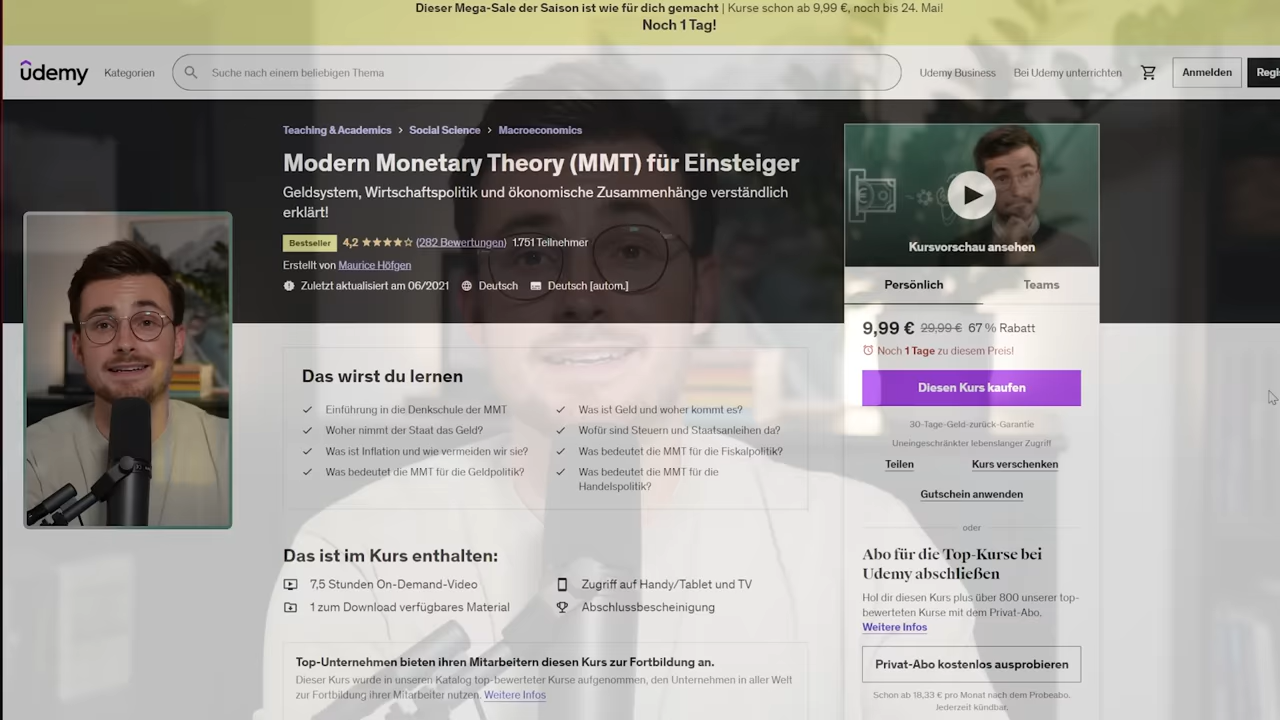 Dieser Mega-Sale der Saison ist wie für dich gemacht | Kurse schon ab 9,99 €, noch bis 24. Mai!
Noch 1 Tag!
ûdemy
Kategorien
Suche nach einem beliebigen Thema
Udemy Business
Bei Udemy unterrichten
Anmelden
Regis
Teaching & Academics > Social Science > Macroeconomics
Modern Monetary Theory (MMT) für Einsteiger
Geldsystem, Wirtschaftspolitik und ökonomische Zusammenhänge verständlich
erklärt!
Bestseller 4,2 (282 Bewertungen) 1.751 Teilnehmer
Erstellt von Maurice Höfgen
Zuletzt aktualisiert am 06/2021 Deutsch Deutsch [autom.]
Kursvorschau ansehen
Persönlich
Teams
9,99 € 29,99 € 67 % Rabatt
Noch 1 Tage zu diesem Preis!
Diesen Kurs kaufen
30-Tage-Geld-zurück-Garantie
Uneingeschränkter lebenslanger Zugriff
Teilen
Kurs verschenken
Gutschein anwenden
oder
Abo für die Top-Kurse bei
Udemy abschließen
Hol dir diesen Kurs plus über 800 unserer top-
bewerteten Kurse mit dem Privat-Abo.
Weitere Infos
Privat-Abo kostenlos ausprobieren
Schon ab 18,33 € pro Monat nach dem Probeabo.
Jederzeit kündbar.
Das wirst du lernen
Einführung in die Denkschule der MMT
Woher nimmt der Staat das Geld?
Was ist Inflation und wie vermeiden wir sie?
Was bedeutet die MMT für die Geldpolitik?
Was ist Geld und woher kommt es?
Wofür sind Steuern und Staatsanleihen da?
Was bedeutet die MMT für die Fiskalpolitik?
Was bedeutet die MMT für die
Handelspolitik?
Das ist im Kurs enthalten:
7,5 Stunden On-Demand-Video
1 zum Download verfügbares Material
Zugriff auf Handy/Tablet und TV
Abschlussbescheinigung
Top-Unternehmen bieten ihren Mitarbeitern diesen Kurs zur Fortbildung an.
Dieser Kurs wurde in unseren Katalog top-bewerteter Kurse aufgenommen, den Unternehmen in aller Welt
zur Fortbildung ihrer Mitarbeiter nutzen. Weitere Infos